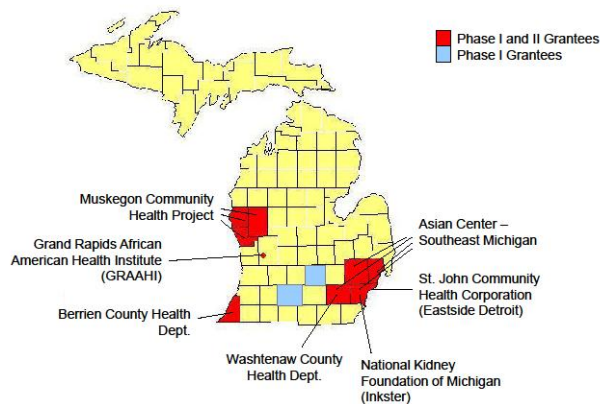 Phase I and II Grantees
Phase I Grantees
Muskegon Community
Health Project
Grand Rapids African
American Health Institute
(GRAAHI)
Berrien County Health
Dept.
Asian Center –
Southeast Michigan
St. John Community
Health Corporation
(Eastside Detroit)
Washtenaw County
Health Dept.
National Kidney
Foundation of Michigan
(Inkster)